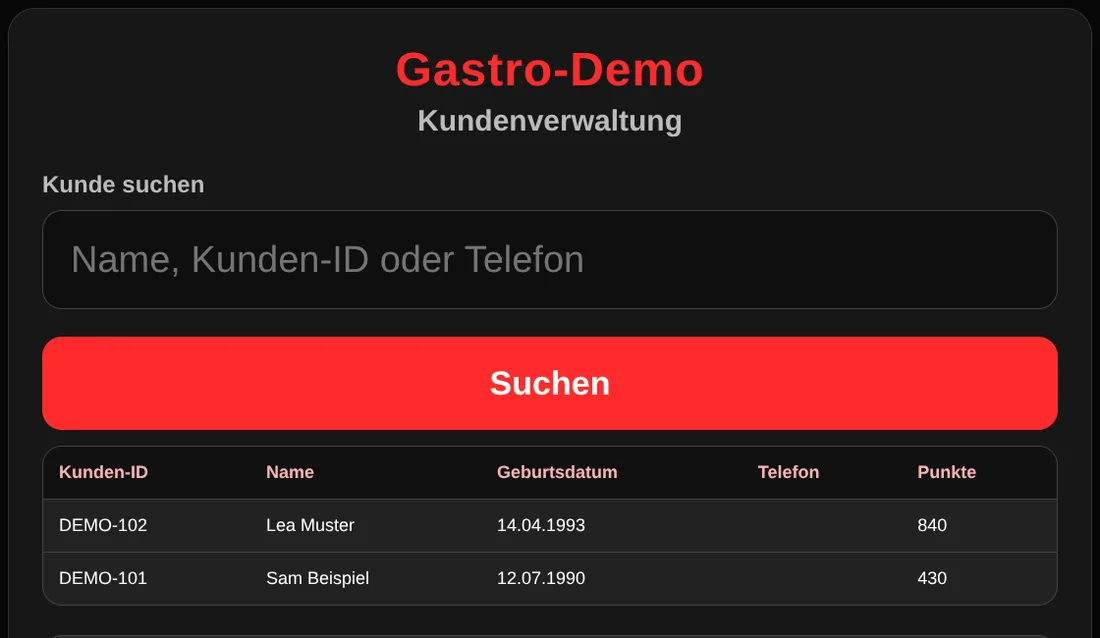 Gastro-Demo
Kundenverwaltung
Kunde suchen
Name, Kunden-ID oder Telefon
Suchen
Kunden-ID Name Geburtsdatum Telefon Punkte
DEMO-102 Lea Muster 14.04.1993 840
DEMO-101 Sam Beispiel 12.07.1990 430